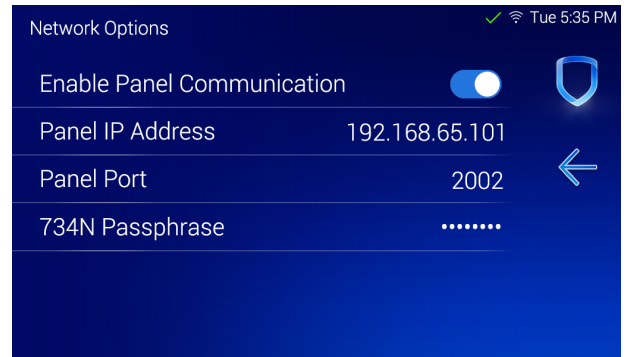 Network Options
Tue 5:35 PM
Enable Panel Communication
Panel IP Address 192.168.65.101
Panel Port 2002
734N Passphrase ••••••••